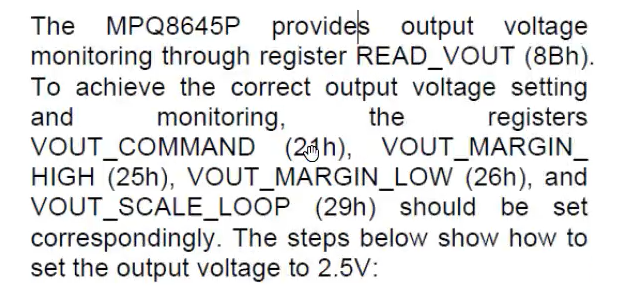 The MPQ8645P provides output voltage
monitoring through register READ_VOUT (8Bh).
To achieve the correct output voltage setting
and monitoring, the registers
VOUT_COMMAND (21h), VOUT_MARGIN_
HIGH (25h), VOUT_MARGIN_LOW (26h), and
VOUT_SCALE_LOOP (29h) should be set
correspondingly. The steps below show how to
set the output voltage to 2.5V: